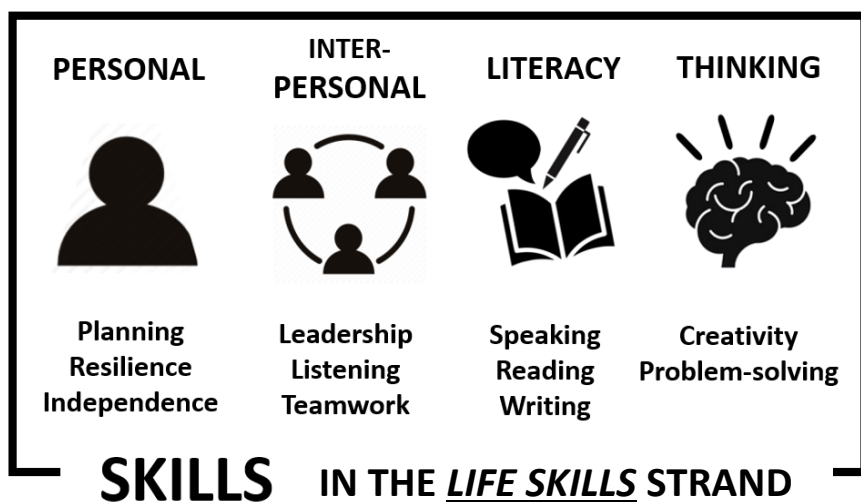 PERSONAL
Planning
Resilience
Independence
INTER-
PERSONAL
Leadership
Listening
Teamwork
LITERACY
Speaking
Reading
Writing
THINKING
Creativity
Problem-solving
SKILLS IN THE LIFE SKILLS STRAND